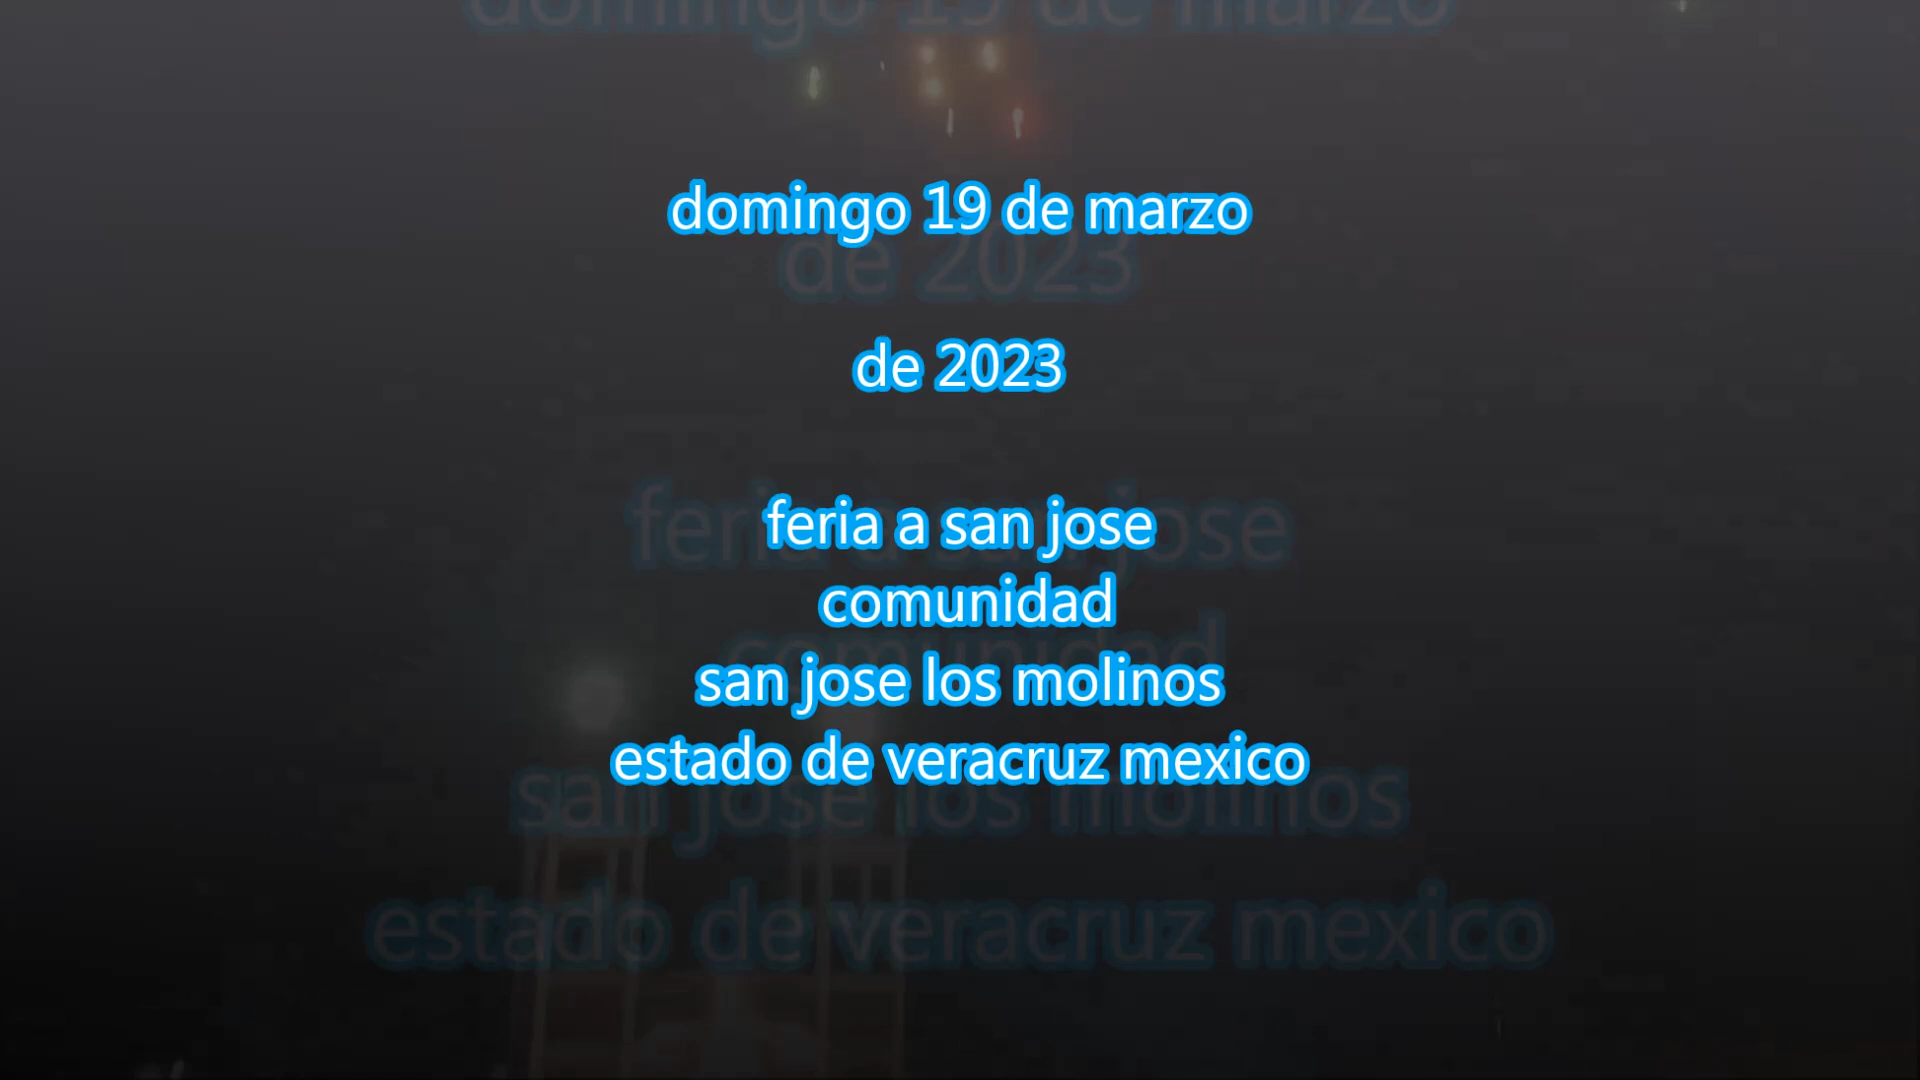 domingo 19 de marzo
de 2023
feria a san jose
comunidad
san jose los molinos
estado de veracruz mexico